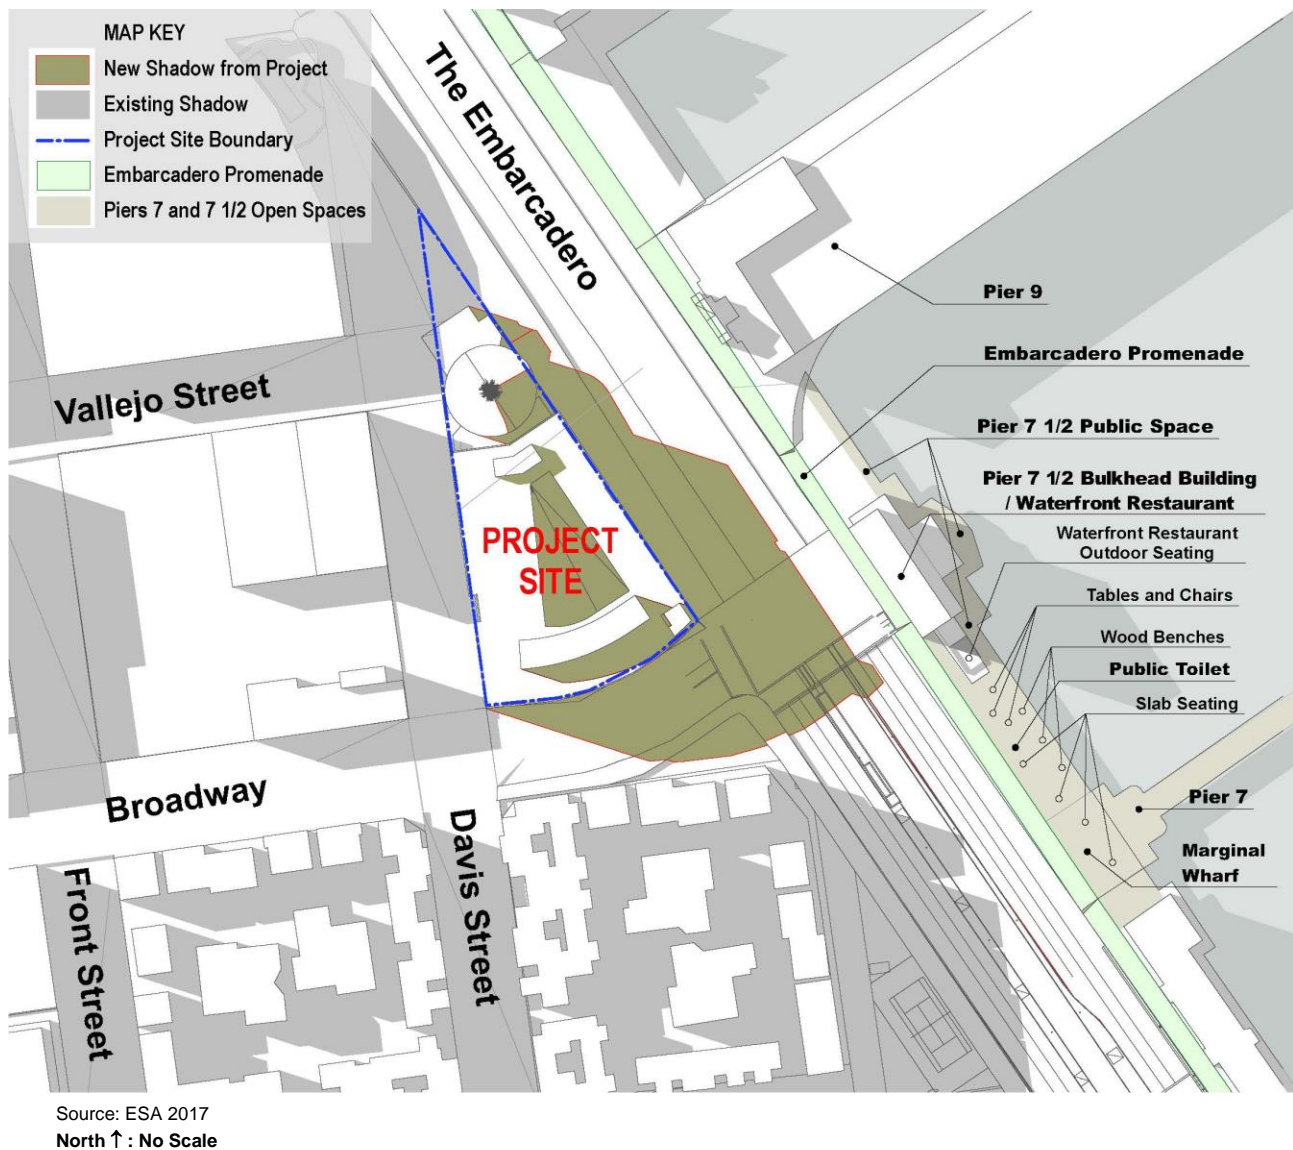 MAP KEY
New Shadow from Project
Existing Shadow
Project Site Boundary
Embarcadero Promenade
Piers 7 and 7 1/2 Open Spaces
The Embarcadero
Vallejo Street
PROJECT
SITE
Broadway
Front Street
Davis Street
Pier 9
Embarcadero Promenade
Pier 7 1/2 Public Space
Pier 7 1/2 Bulkhead Building
/ Waterfront Restaurant
Waterfront Restaurant
Outdoor Seating
Tables and Chairs
Wood Benches
Public Toilet
Slab Seating
Pier 7
Marginal
Wharf
Source: ESA 2017
North ↑ : No Scale